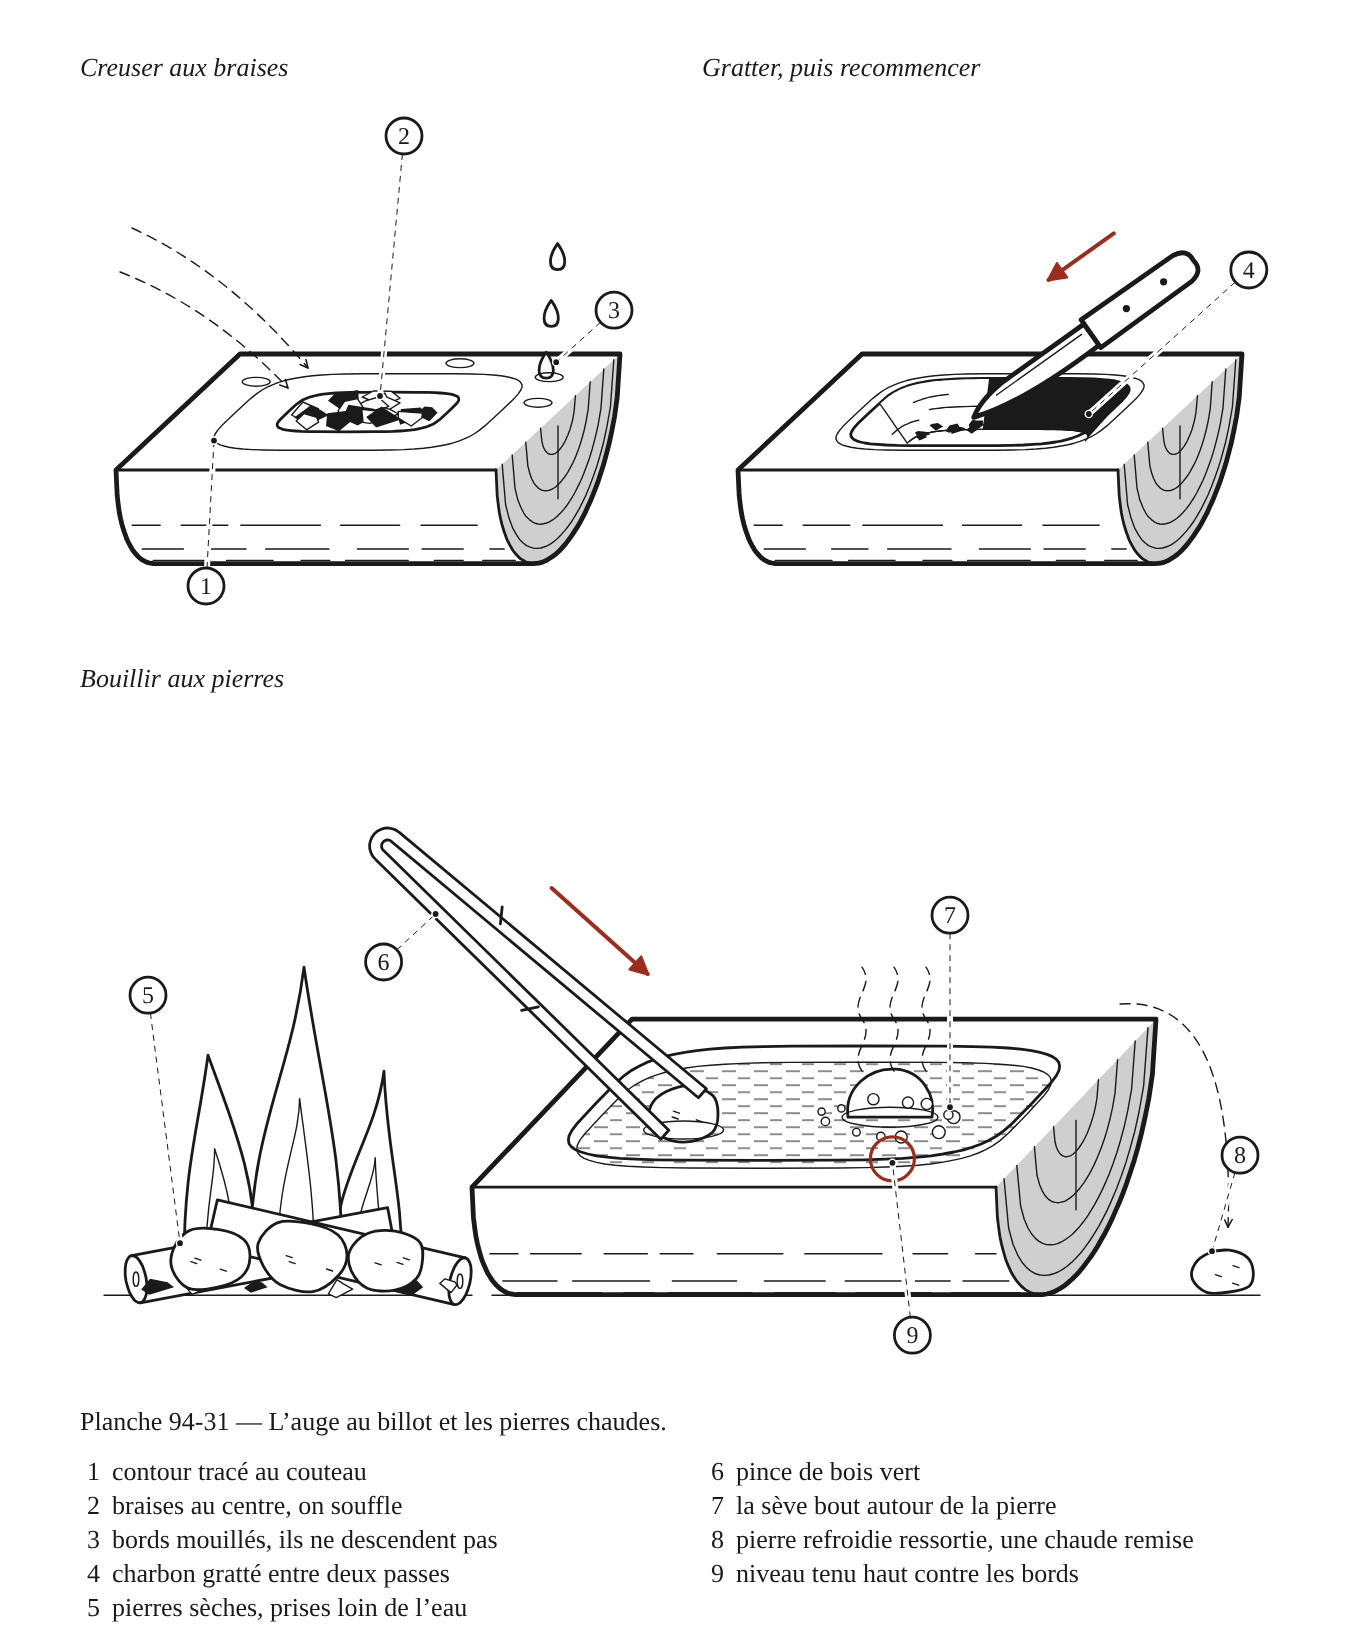 Creuser aux braises
Gratter, puis recommencer
2
3
4
1
Bouillir aux pierres
7
6
5
8
9
Planche 94-31 — L’auge au billot et les pierres chaudes.
1 contour tracé au couteau
2 braises au centre, on souffle
3 bords mouillés, ils ne descendent pas
4 charbon gratté entre deux passes
5 pierres sèches, prises loin de l’eau
6 pince de bois vert
7 la sève bout autour de la pierre
8 pierre refroidie ressortie, une chaude remise
9 niveau tenu haut contre les bords